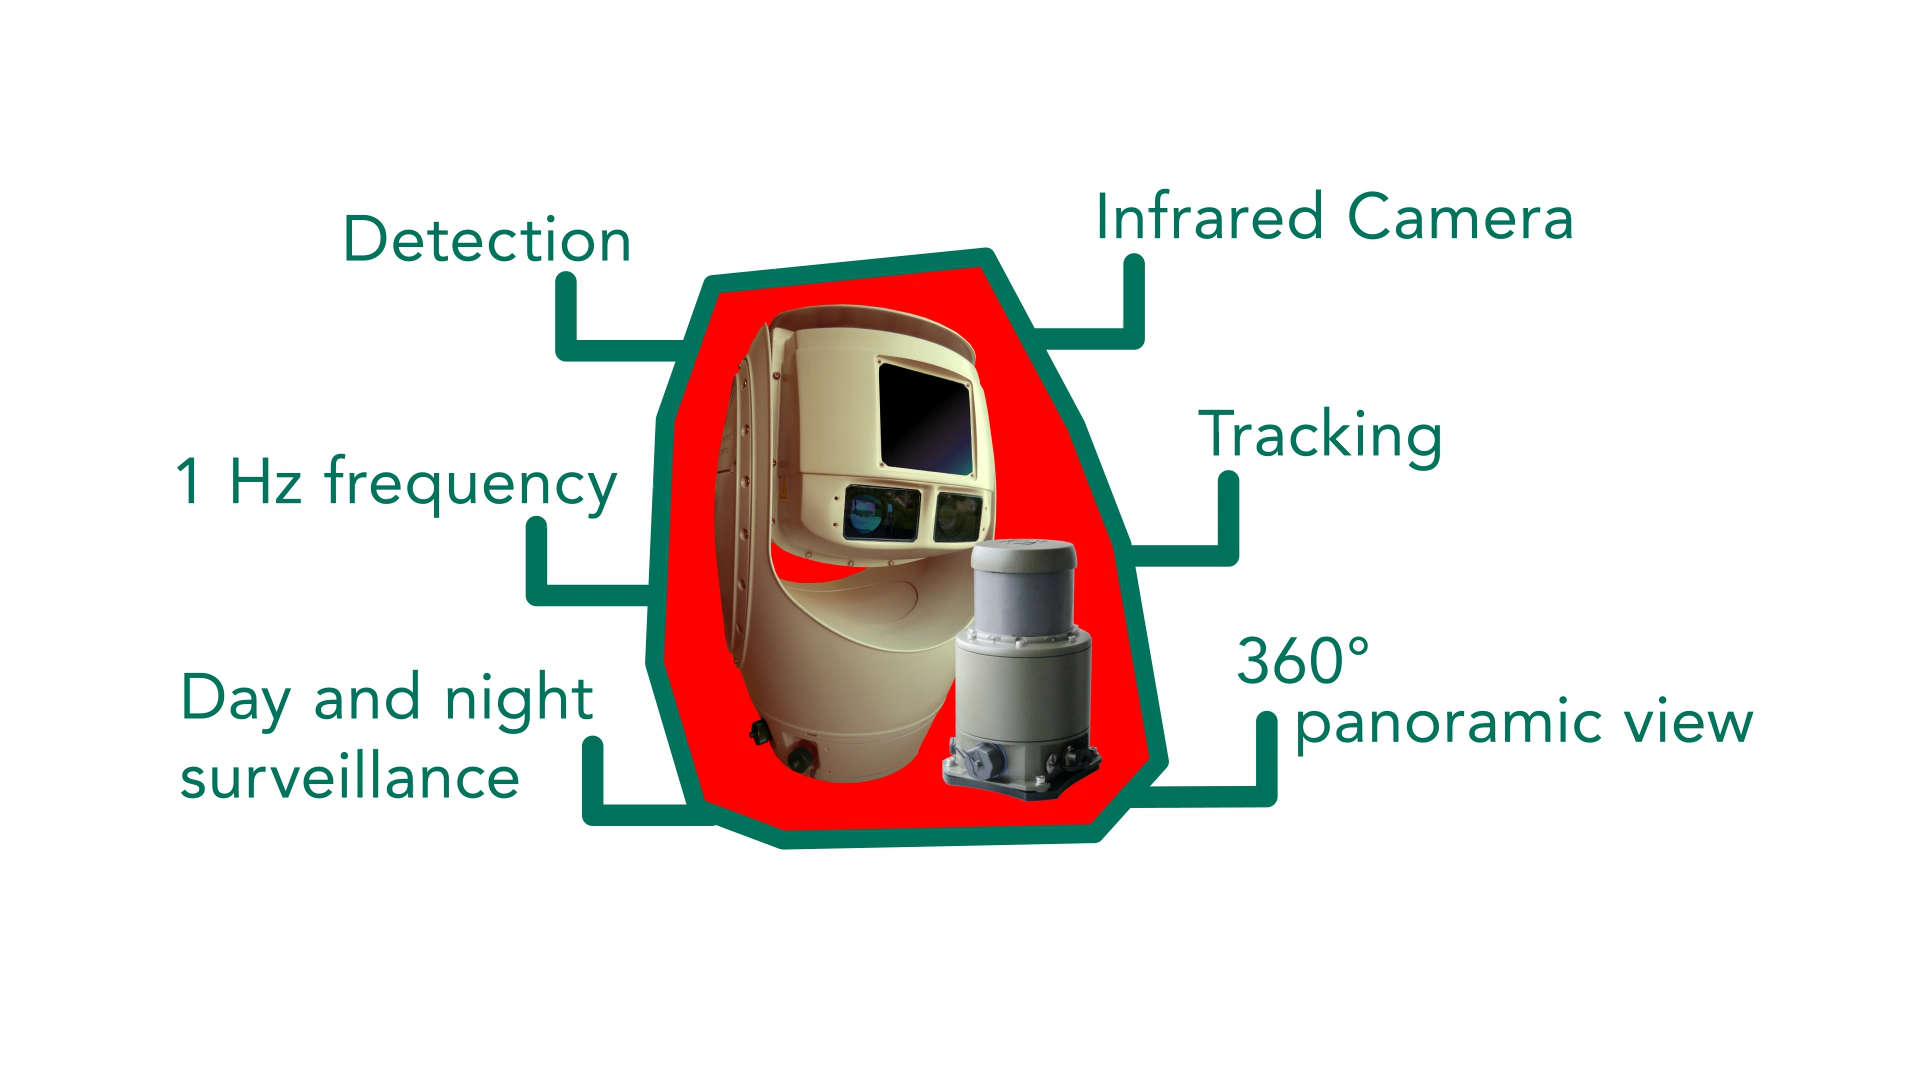 Detection
1 Hz frequency
Day and night
surveillance
Infrared Camera
Tracking
360°
panoramic view